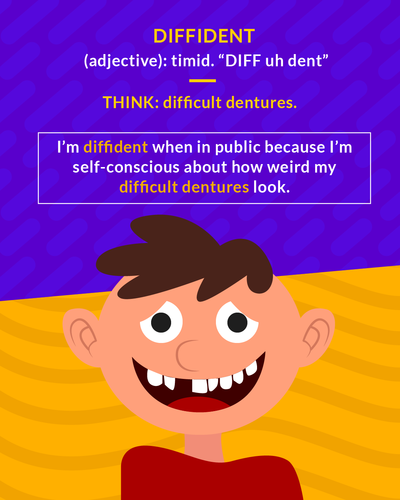 DIFFIDENT
(adjective): timid. “DIFF uh dent”
THINK: difficult dentures.
I’m diffident when in public because I’m
self-conscious about how weird my
difficult dentures look.